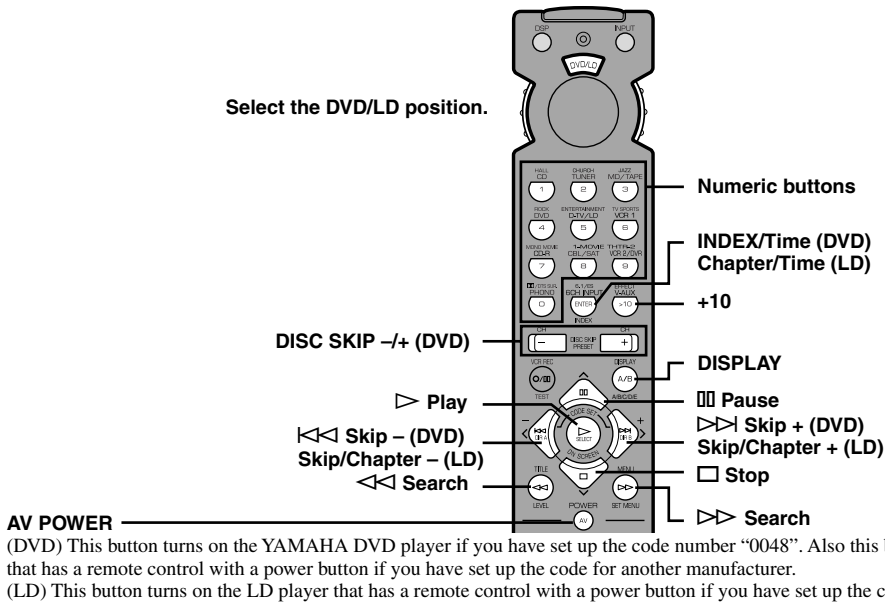 DSP INPUT
DVD/LD
Select the DVD/LD position.
HALL CHURCH JAZZ
CD TUNER MD/TAPE
1 2 3
Numeric buttons
ROCK ENTERTAINMENT TV SPORTS
DVD D-TV/LD VCR 1
4 5 6
INDEX/Time (DVD)
Chapter/Time (LD)
MONO MOVIE 1-MOVIE THTR-2
CD-R CBL/SAT VCR 2/DVR
7 8 9
/DTS SUR. 6.1/ES EFFECT
PHONO 6CH INPUT V-AUX
0 ENTER >10
+10
INDEX
CH CH
DISC SKIP –/+ (DVD)
– DISC SKIP +
PRESET
VCR REC DISPLAY
DISPLAY
A/B
TEST A/B/C/D/E
Pause
CODE SET
Play
– +
Skip + (DVD)
Skip/Chapter + (LD)
DIR A SELECT DIR B
Skip – (DVD)
Skip/Chapter – (LD)
ON SCREEN
Stop
TITLE MENU
Search
LEVEL SET MENU
Search
POWER
AV
AV POWER
(DVD) This button turns on the YAMAHA DVD player if you have set up the code number “0048”. Also this
that has a remote control with a power button if you have set up the code for another manufacturer.
(LD) This button turns on the LD player that has a remote control with a power button if you have set up the